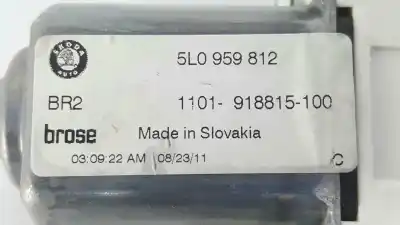 SKODA
AUTO
5L0 959 812
BR2 1101- 918815-100
brose Made in Slovakia
03:09:22 AM 08/23/11 C